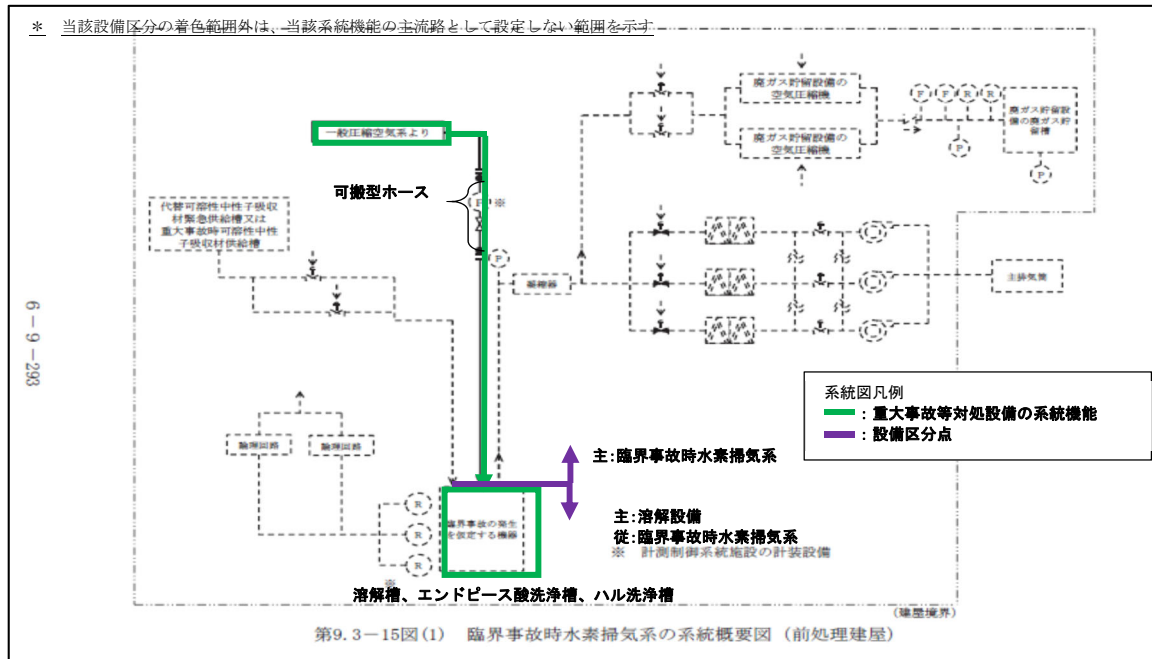 ＊ 当該設備区分の着色範囲外は、当該系統機能の主流路として設定しない範囲を示す
廃ガス貯留設備の
空気圧縮機
廃ガス貯留設備の
空気圧縮機
F
F
R
R
P
廃ガス貯留設
備の廃ガス貯
留槽
P
一般圧縮空気系より
可搬型ホース
F
※
P
代替可溶性中性子吸収
材緊急供給槽又は
重大事故時可溶性中性
子吸収材供給槽
凝縮器
主排気筒
6－9－293
系統図凡例
：重大事故等対処設備の系統機能
：設備区分点
論理回路
論理回路
主：臨界事故時水素掃気系
主：溶解設備
従：臨界事故時水素掃気系
※ 計測制御系統施設の計装設備
R
R
R
※
臨界事故の発生
を仮定する機器
溶解槽、エンドピース酸洗浄槽、ハル洗浄槽
(建屋境界)
第9.3－15図(1) 臨界事故時水素掃気系の系統概要図（前処理建屋）